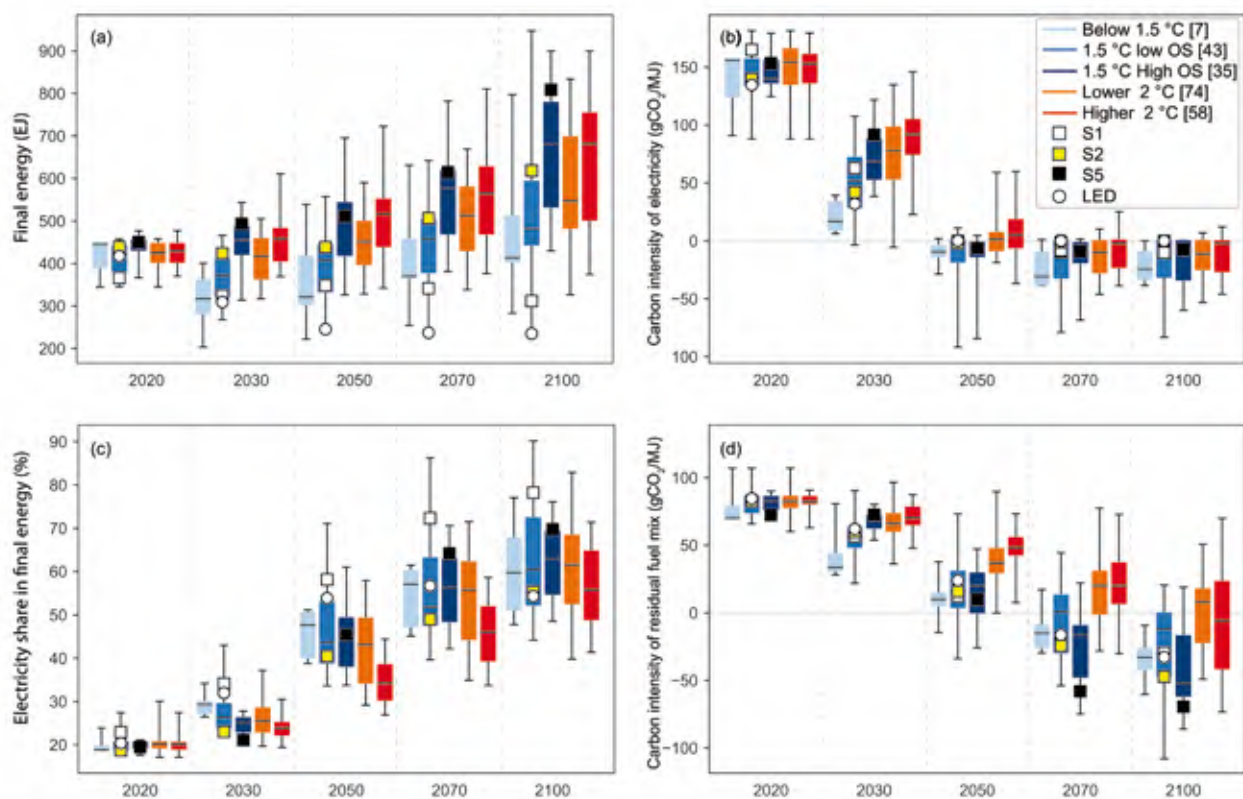 (a)
Final energy (EJ)
900
800
700
600
500
400
300
200
2020 2030 2050 2070 2100
(b)
Carbon intensity of electricity (gCO2/MJ)
150
100
50
0
−50
100
2020 2030 2050 2070 2100
Below 1.5 °C [7]
1.5 °C low OS [43]
1.5 °C High OS [35]
Lower 2 °C [74]
Higher 2 °C [58]
S1
S2
S5
LED
(c)
Electricity share in final energy (%)
90
80
70
60
50
40
30
20
2020 2030 2050 2070 2100
(d)
Carbon intensity of residual fuel mix (gCO2/MJ)
100
50
0
−50
−100
2020 2030 2050 2070 2100